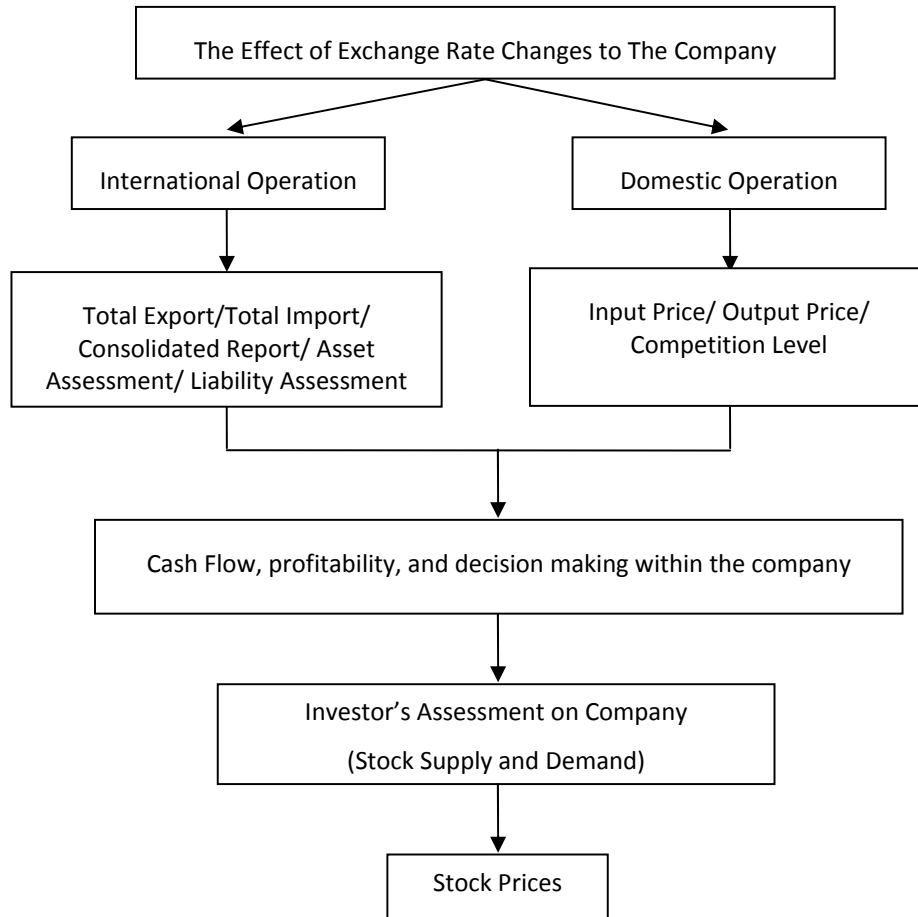 The Effect of Exchange Rate Changes to The Company
International Operation
Domestic Operation
Total Export/Total Import/
Consolidated Report/ Asset
Assessment/ Liability Assessment
Input Price/ Output Price/
Competition Level
Cash Flow, profitability, and decision making within the company
Investor’s Assessment on Company
(Stock Supply and Demand)
Stock Prices